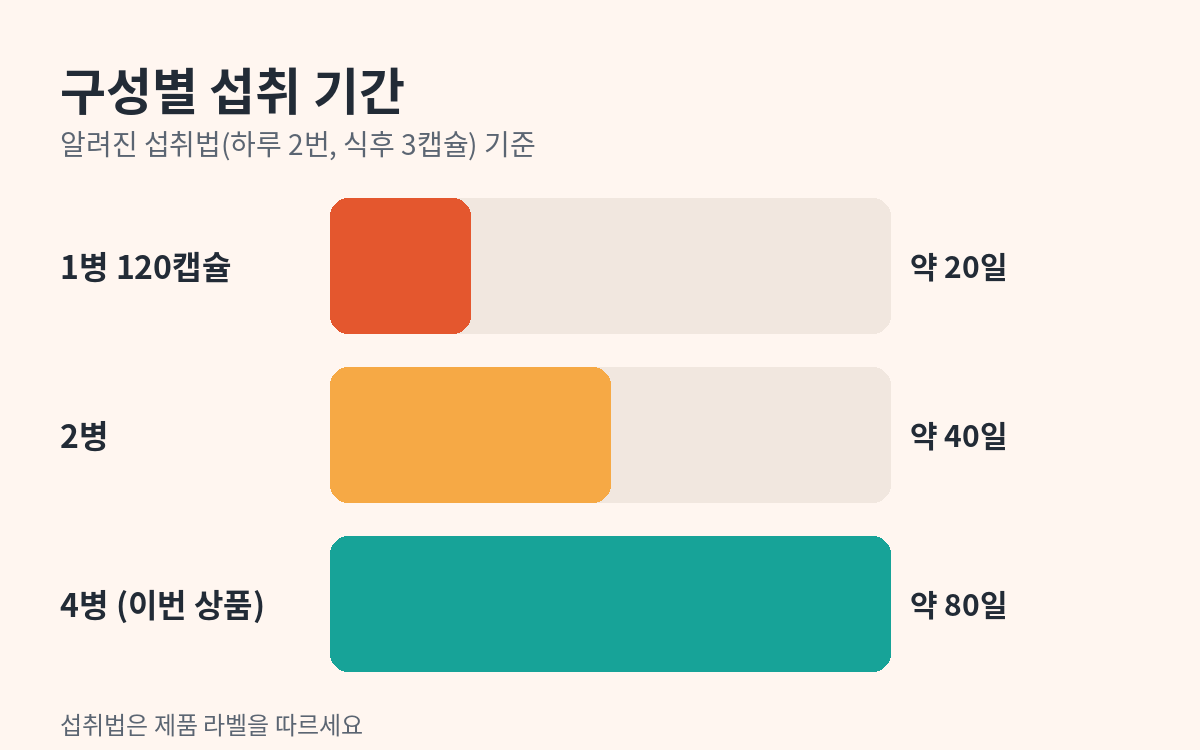 구성별 섭취 기간
알려진 섭취법(하루 2번, 식후 3캡슐) 기준
1병 120캡슐
약 20일
2병
약 40일
4병 (이번 상품)
약 80일
섭취법은 제품 라벨을 따르세요